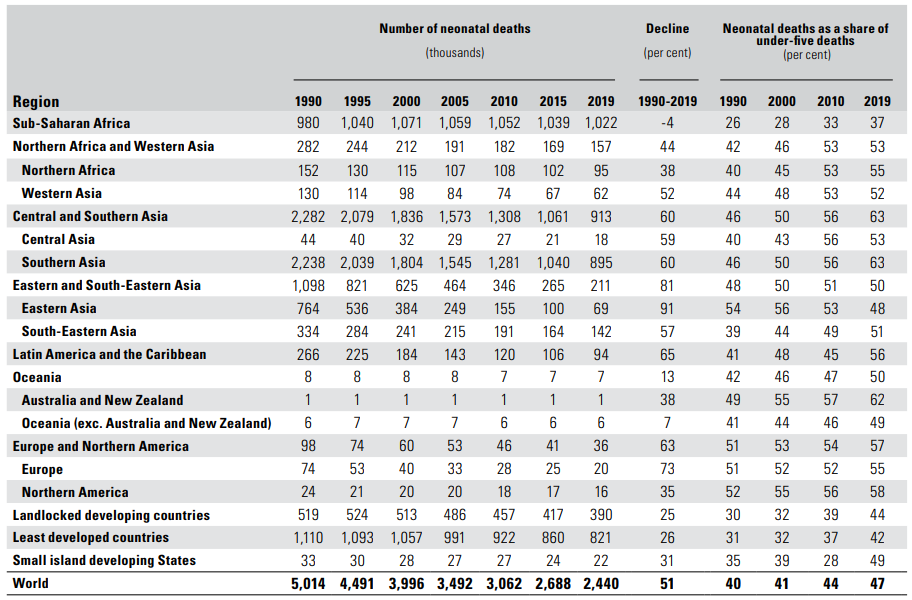 Number of neonatal deaths Decline Neonatal deaths as a share of
under-five deaths
(thousands) (per cent) (per cent)
Region 1990 1995 2000 2005 2010 2015 2019 1990-2019 1990 2000 2010 2019
Sub-Saharan Africa 980 1,040 1,071 1,059 1,052 1,039 1,022 -4 26 28 33 37
Northern Africa and Western Asia 282 244 212 191 182 169 157 44 42 46 53 53
Northern Africa 152 130 115 107 108 102 95 38 40 45 53 55
Western Asia 130 114 98 84 74 67 62 52 44 48 53 52
Central and Southern Asia 2,282 2,079 1,836 1,573 1,308 1,061 913 60 46 50 56 63
Central Asia 44 40 32 29 27 21 18 59 40 43 56 53
Southern Asia 2,238 2,039 1,804 1,545 1,281 1,040 895 60 46 50 56 63
Eastern and South-Eastern Asia 1,098 821 625 464 346 265 211 81 48 50 51 50
Eastern Asia 764 536 384 249 155 100 69 91 54 56 53 48
South-Eastern Asia 334 284 241 215 191 164 142 57 39 44 49 51
Latin America and the Caribbean 266 225 184 143 120 106 94 65 41 48 45 56
Oceania 8 8 8 8 7 7 7 13 42 46 47 50
Australia and New Zealand 1 1 1 1 1 1 1 38 49 55 57 62
Oceania (exc. Australia and New Zealand) 6 7 7 7 6 6 6 7 41 44 46 49
Europe and Northern America 98 74 60 53 46 41 36 63 51 53 54 57
Europe 74 53 40 33 28 25 20 73 51 52 52 55
Northern America 24 21 20 20 18 17 16 35 52 55 56 58
Landlocked developing countries 519 524 513 486 457 417 390 25 30 32 39 44
Least developed countries 1,110 1,093 1,057 991 922 860 821 26 31 32 37 42
Small island developing States 33 30 28 27 27 24 22 31 35 39 28 49
World 5,014 4,491 3,996 3,492 3,062 2,688 2,440 51 40 41 44 47